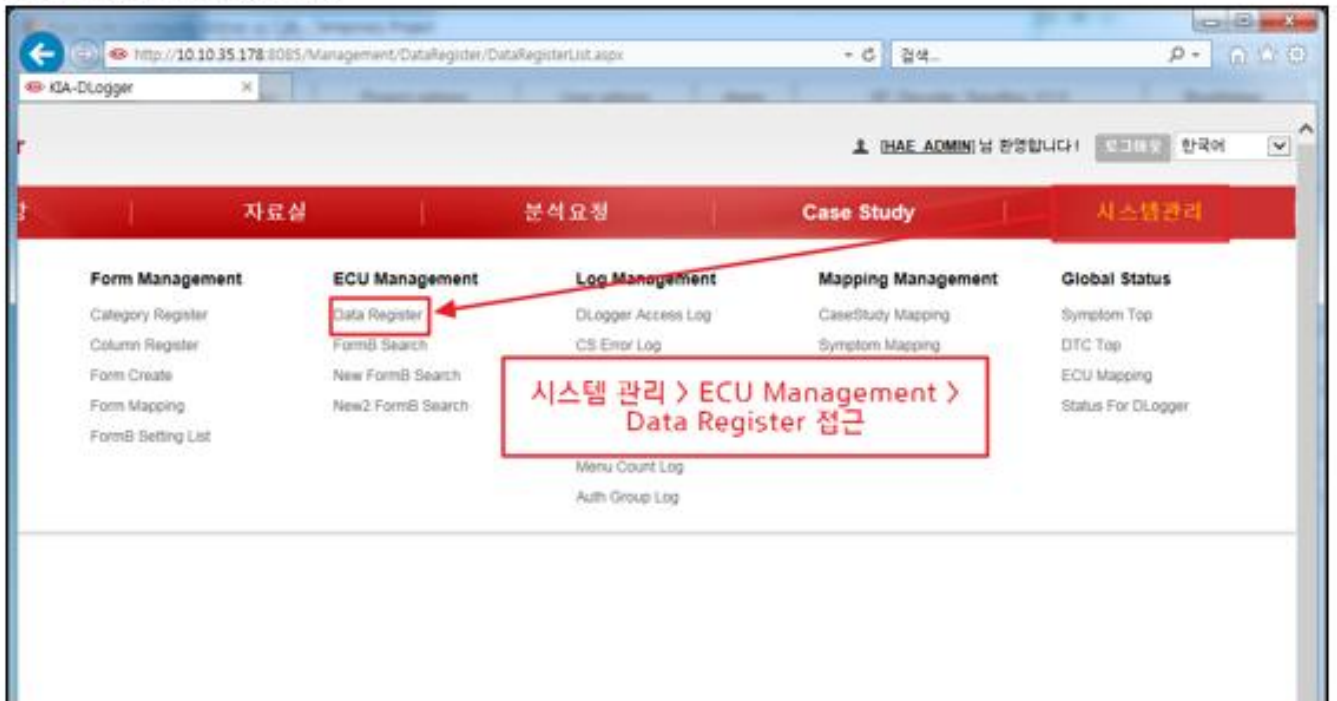 http://10.10.35.178:8085/Management/DataRegister/DataRegisterList.aspx
검색...
KIA-DLogger
r
[HAE_ADMIN]님 환영합니다!
로그아웃
한국어
자료실
분석요청
Case Study
시스템관리
Form Management
ECU Management
Log Management
Mapping Management
Global Status
Category Register
Data Register
DLogger Access Log
CaseStudy Mapping
Symptom Top
Column Register
FormB Search
CS Error Log
Symptom Mapping
DTC Top
Form Create
New FormB Search
ECU Mapping
Form Mapping
New2 FormB Search
Status For DLogger
FormB Setting List
시스템 관리 > ECU Management >
Data Register 접근
Menu Count Log
Auth Group Log